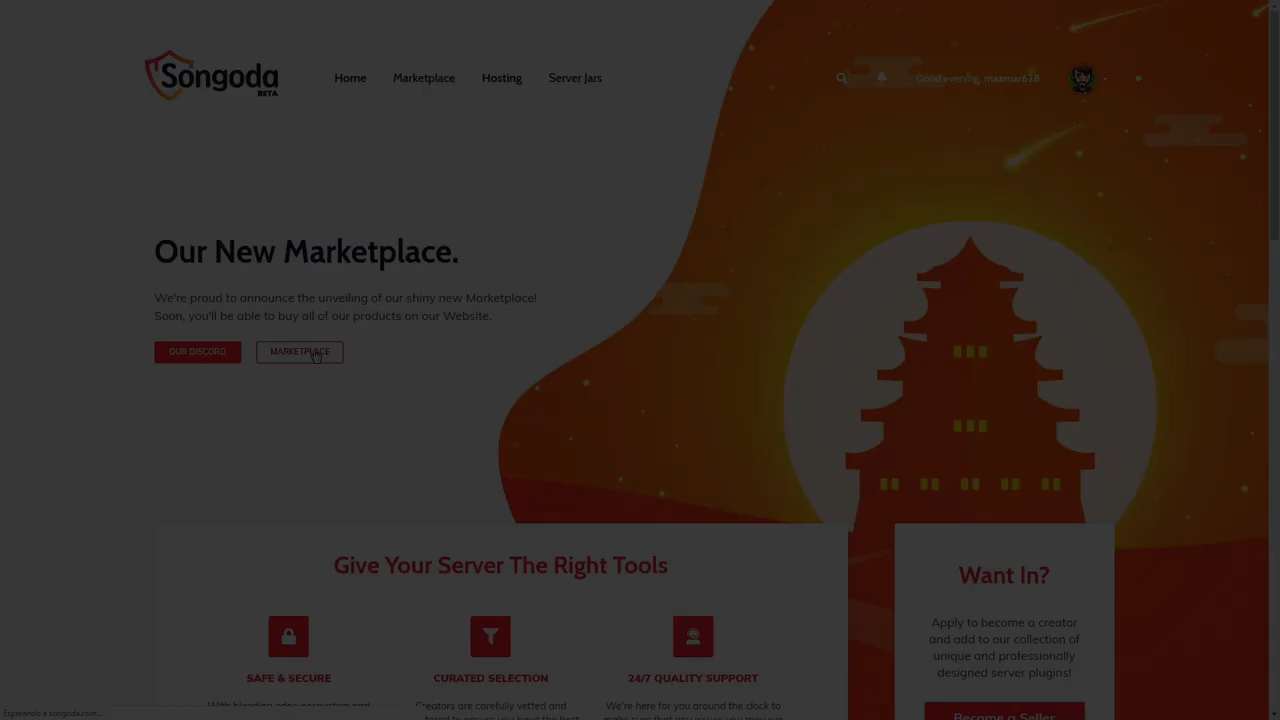 Songoda
BETA
Home Marketplace Hosting Server Jars
Good evening, maxmar628
Our New Marketplace.
We're proud to announce the unveiling of our shiny new Marketplace!
Soon, you'll be able to buy all of our products on our Website.
OUR DISCORD MARKETPLACE
Give Your Server The Right Tools
SAFE & SECURE
CURATED SELECTION
Creators are carefully vetted and
24/7 QUALITY SUPPORT
We're here for you around the clock to
Want In?
Apply to become a creator
and add to our collection of
unique and professionally
designed server plugins!
Become a Seller
Esperando a songoda.com...